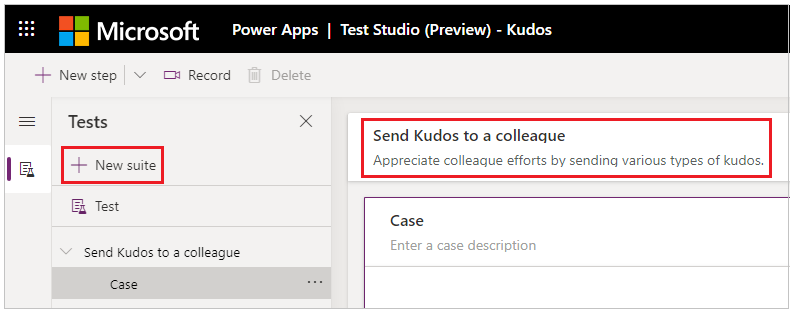 Microsoft Power Apps | Test Studio (Preview) - Kudos
New step Record Delete
Tests
New suite
Test
Send Kudos to a colleague
Case
Send Kudos to a colleague
Appreciate colleague efforts by sending various types of kudos.
Case
Enter a case description